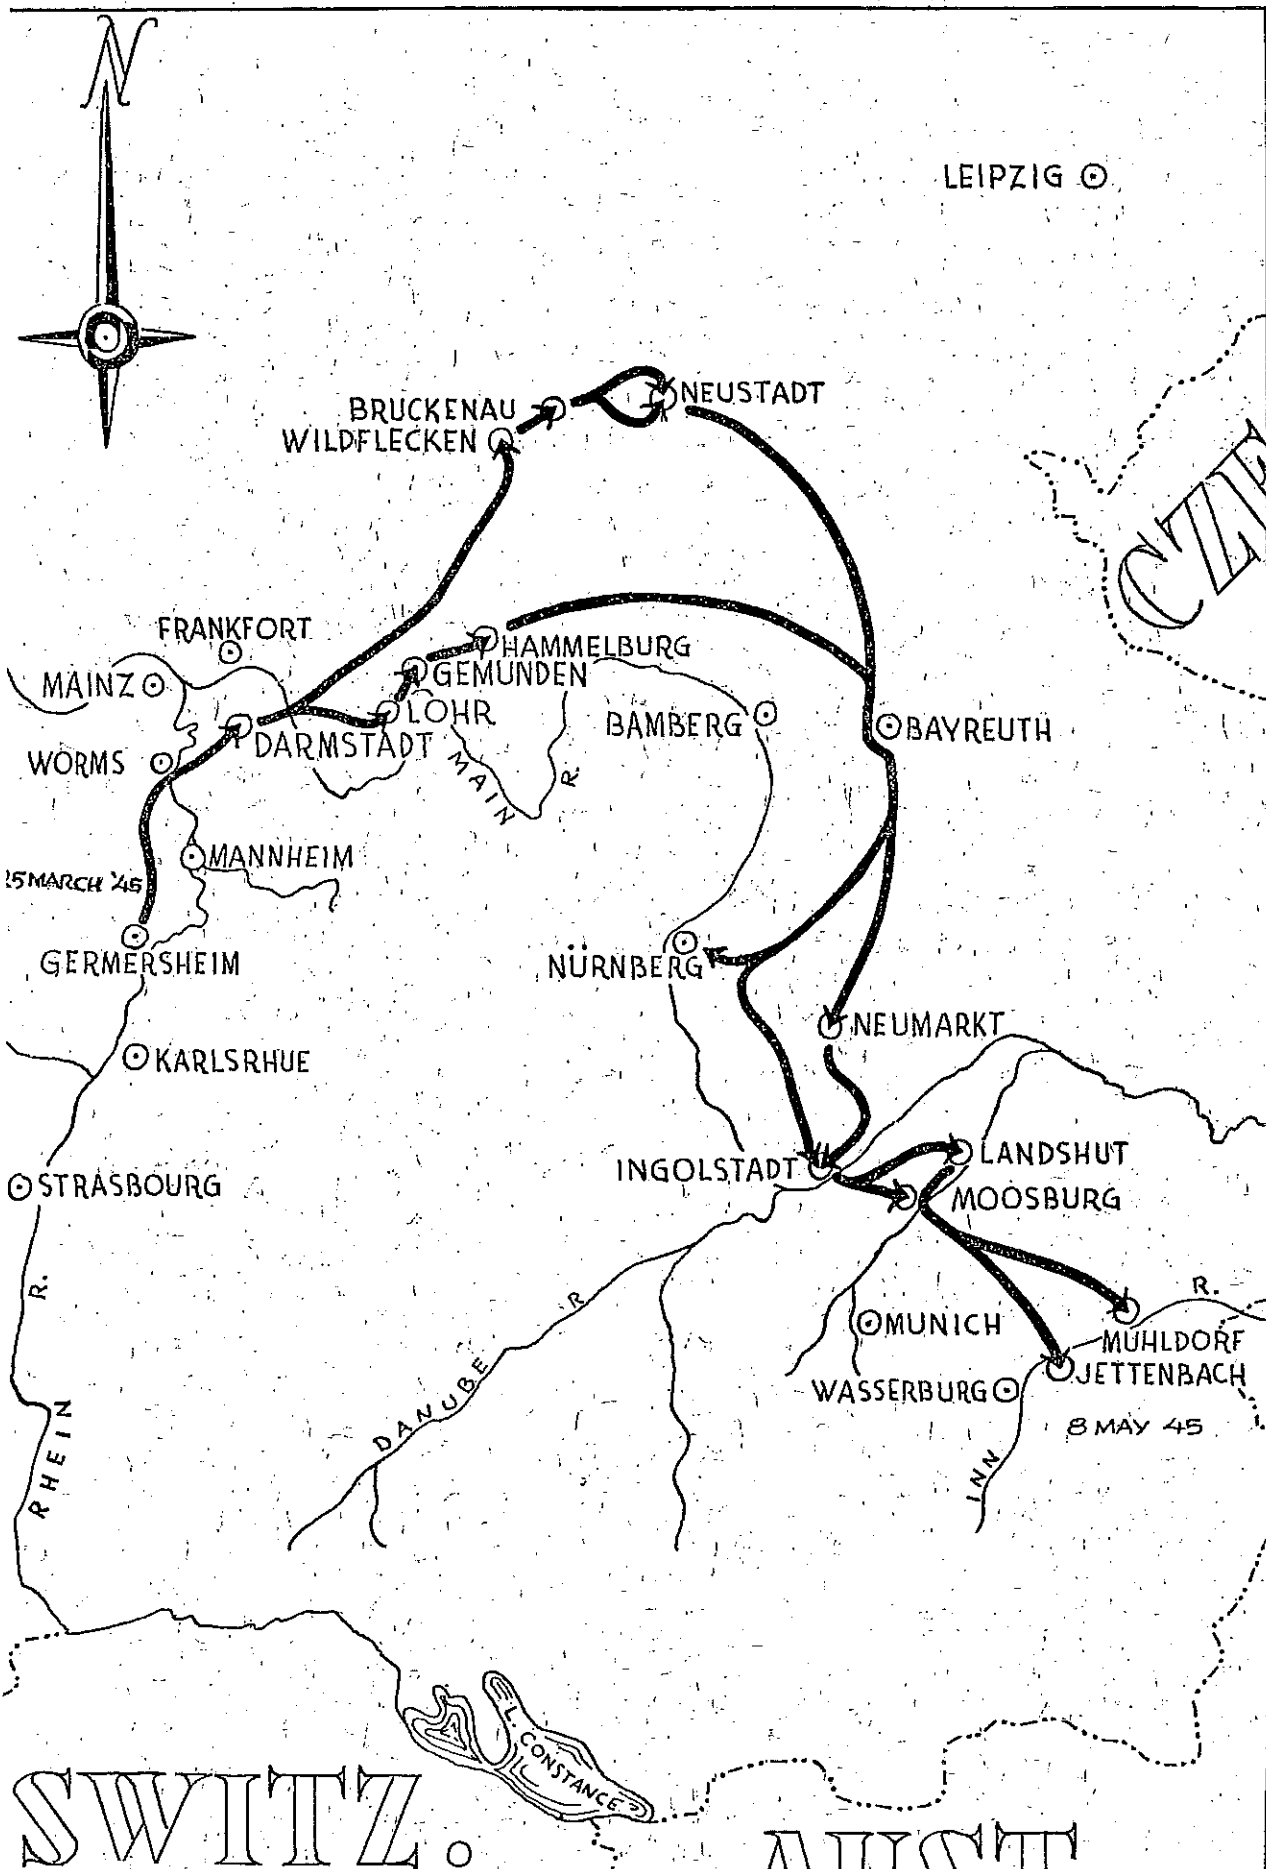 N
LEIPZIG
BRUCKENAU
NEUSTADT
WILDFLECKEN
CZE
FRANKFORT
HAMMELBURG
MAINZ
GEMUNDEN
LOHR
BAMBERG
BAYREUTH
DARMSTADT
WORMS
MAIN R.
MANNHEIM
25 MARCH '45
GERMERSHEIM
NÜRNBERG
NEUMARKT
KARLSRHUE
INGOLSTADT
LANDSHUT
STRASBOURG
MOOSBURG
RHEIN R.
DANUBE R
MUNICH
INN R.
MUHLDORF
JETTENBACH
WASSERBURG
8 MAY 45
L. CONSTANCE
SWITZ.
AUST